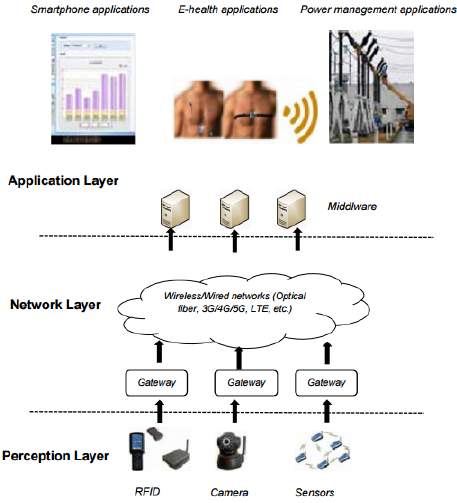 Smartphone applications E-health applications Power management applications
Application Layer
Middlware
Network Layer
Wireless/Wired networks (Optical
fiber, 3G/4G/5G, LTE, etc.)
Gateway Gateway Gateway
Perception Layer
RFID Camera Sensors